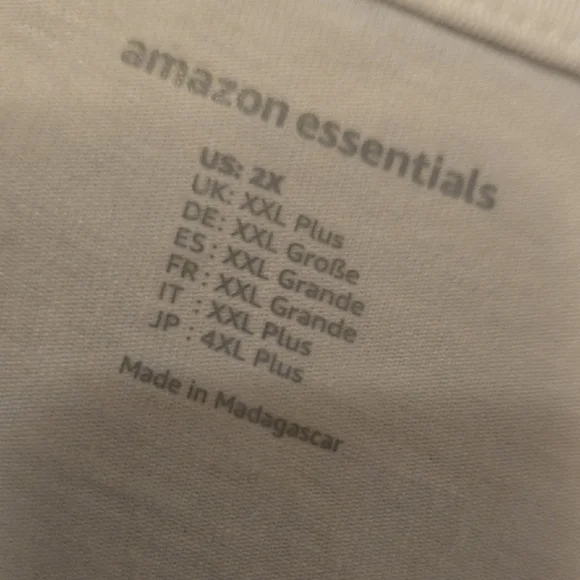 amazon essentials
US: 2X
UK: XXL Plus
DE: XXL Große
ES: XXL Grande
FR: XXL Grande
IT : XXL Plus
JP : 4XL Plus
Made in Madagascar